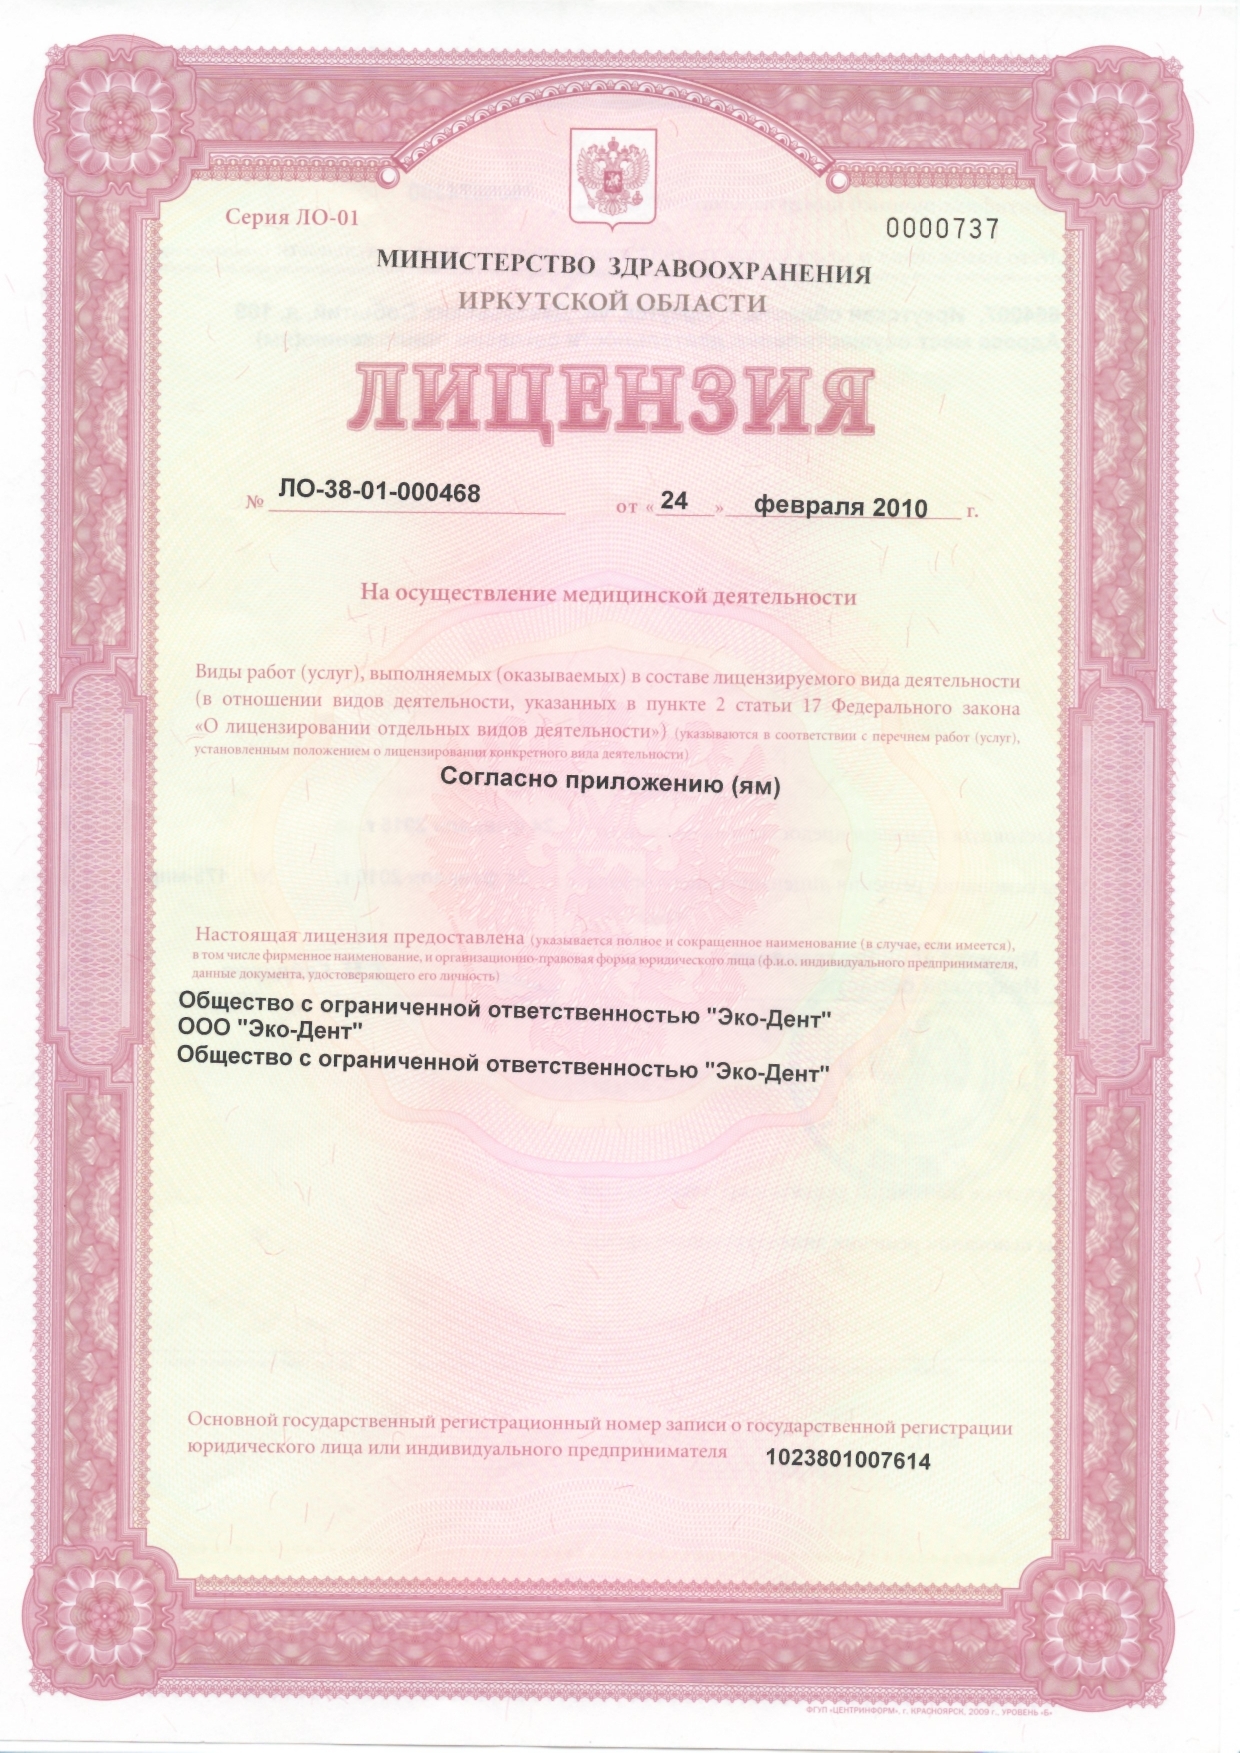 Серия ЛО-01
0000737
МИНИСТЕРСТВО ЗДРАВООХРАНЕНИЯ
ИРКУТСКОЙ ОБЛАСТИ
ЛИЦЕНЗИЯ
№ ЛО-38-01-000468 от « 24 » февраля 2010 г.
На осуществление медицинской деятельности
Виды работ (услуг), выполняемых (оказываемых) в составе лицензируемого вида деятельности
(в отношении видов деятельности, указанных в пункте 2 статьи 17 Федерального закона
«О лицензировании отдельных видов деятельности») (указываются в соответствии с перечнем работ (услуг),
установленным положением о лицензировании конкретного вида деятельности)
Согласно приложению (ям)
Настоящая лицензия предоставлена (указывается полное и сокращенное наименование (в случае, если имеется),
в том числе фирменное наименование, и организационно-правовая форма юридического лица (ф.и.о. индивидуального предпринимателя,
данные документа, удостоверяющего его личность)
Общество с ограниченной ответственностью "Эко-Дент"
ООО "Эко-Дент"
Общество с ограниченной ответственностью "Эко-Дент"
Основной государственный регистрационный номер записи о государственной регистрации
юридического лица или индивидуального предпринимателя 1023801007614
ФГУП «ЦЕНТРИНФОРМ», г. КРАСНОЯРСК, 2009 г., УРОВЕНЬ «Б»